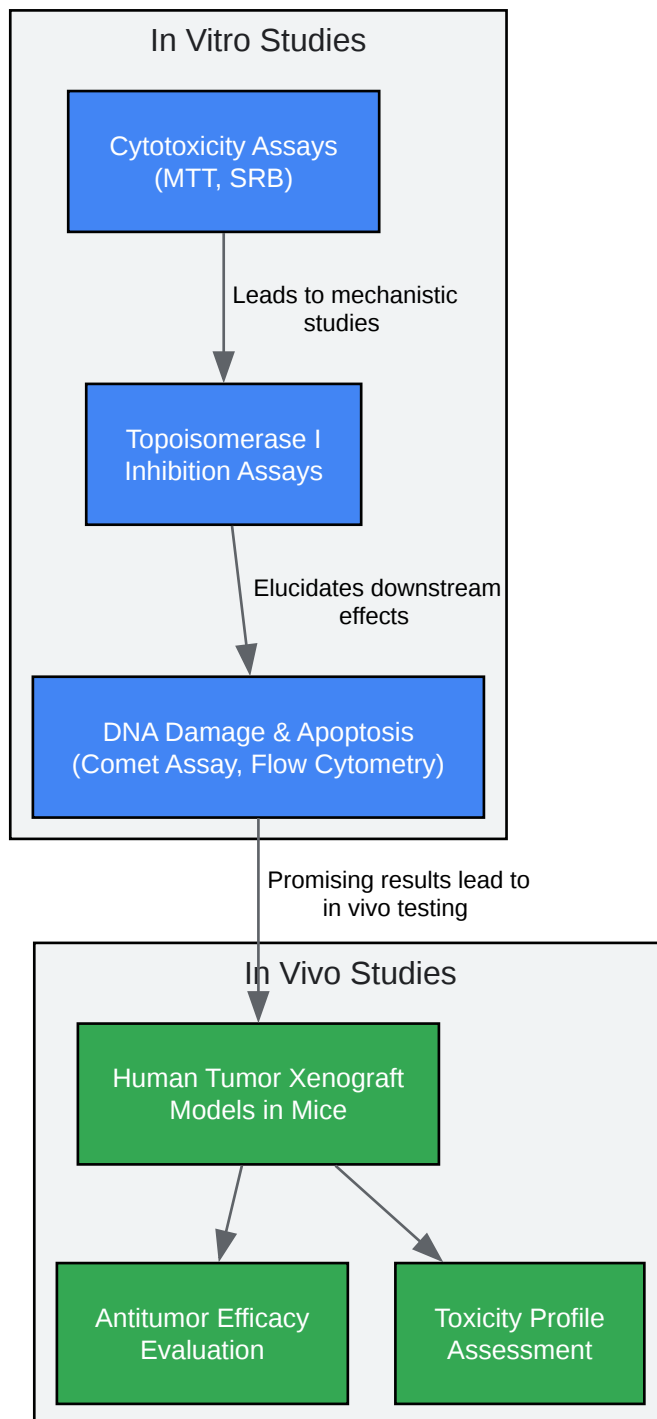 In Vitro Studies
Cytotoxicity Assays
(MTT, SRB)
Leads to mechanistic
studies
Topoisomerase I
Inhibition Assays
Elucidates downstream
effects
DNA Damage & Apoptosis
(Comet Assay, Flow Cytometry)
Promising results lead to
in vivo testing
In Vivo Studies
Human Tumor Xenograft
Models in Mice
Antitumor Efficacy
Evaluation
Toxicity Profile
Assessment